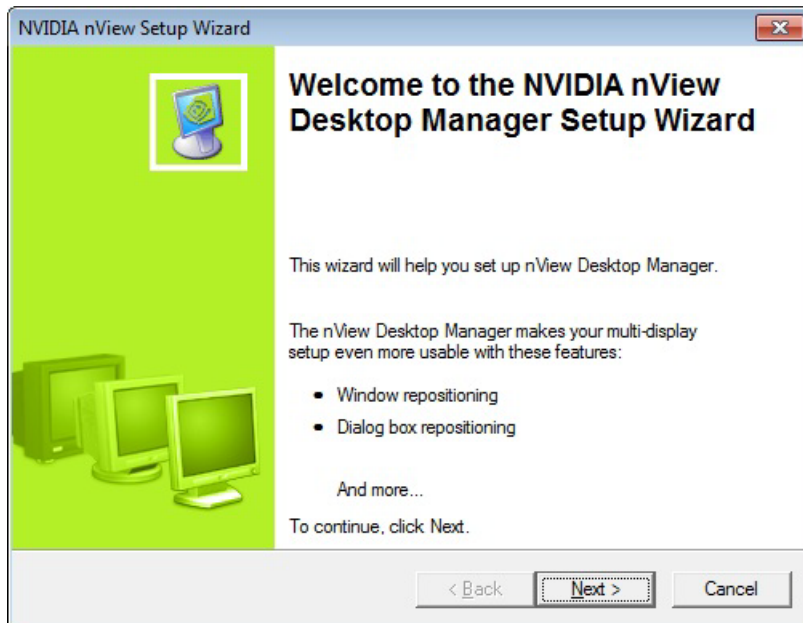 NVIDIA nView Setup Wizard
Welcome to the NVIDIA nView
Desktop Manager Setup Wizard
This wizard will help you set up nView Desktop Manager.
The nView Desktop Manager makes your multi-display
setup even more usable with these features:
• Window repositioning
• Dialog box repositioning
And more...
To continue, click Next.
< Back Next > Cancel